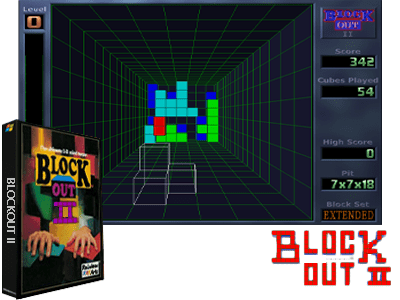 Level
0
BLOCK
OUT
II
Score
342
Cubes Played
54
High Score
0
Pit
7x7x18
Block Set
EXTENDED
BLOCKOUT II
BLOCK
OUT
II
BLOCK
OUT II